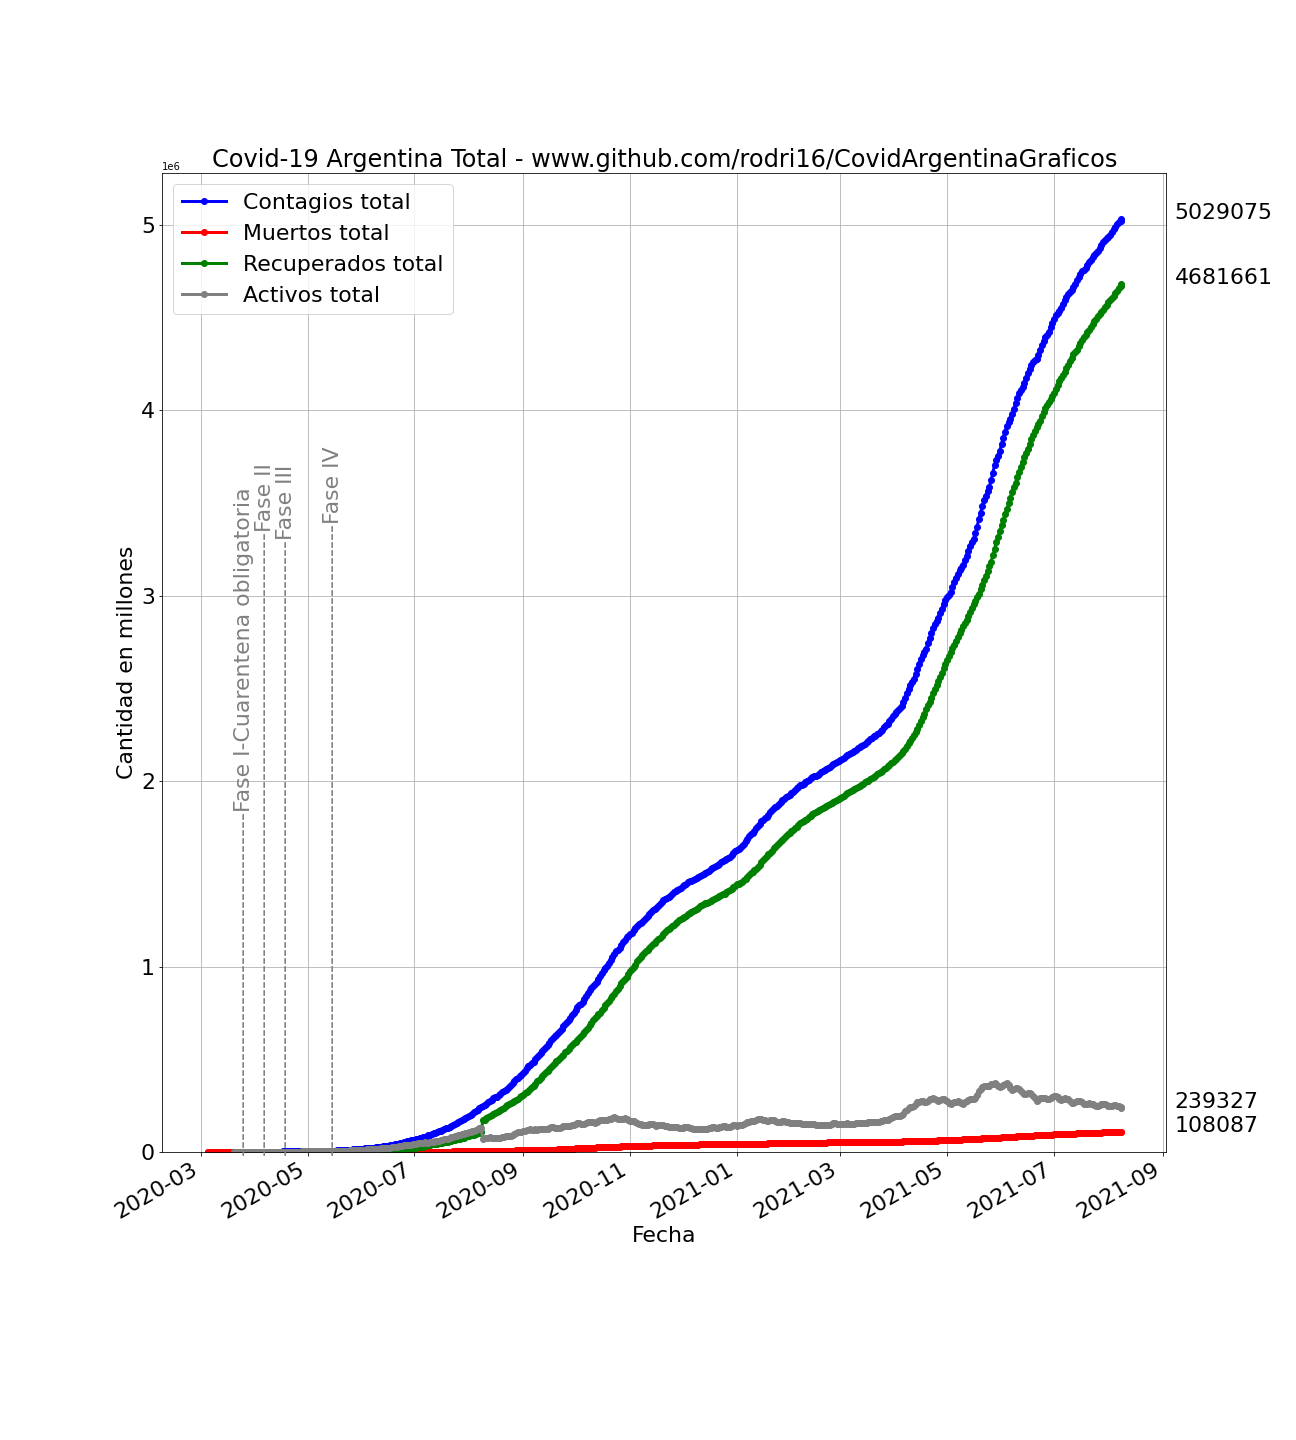 Covid-19 Argentina Total - www.github.com/rodri16/CovidArgentinaGraficos
1e6
Contagios total
Muertos total
Recuperados total
Activos total
5029075
4681661
239327
108087
5
4
3
2
1
0
Cantidad en millones
Fase I-Cuarentena obligatoria
Fase II
Fase III
Fase IV
2020-03
2020-05
2020-07
2020-09
2020-11
2021-01
2021-03
2021-05
2021-07
2021-09
Fecha